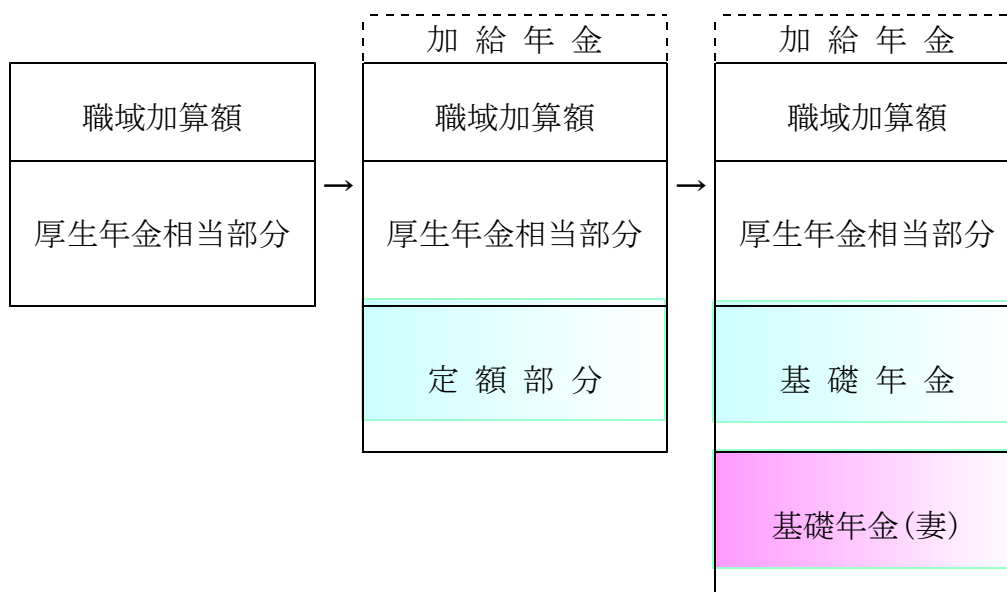 職域加算額
厚生年金相当部分
→
加給年金
職域加算額
厚生年金相当部分
定額部分
→
加給年金
職域加算額
厚生年金相当部分
基礎年金
基礎年金(妻)